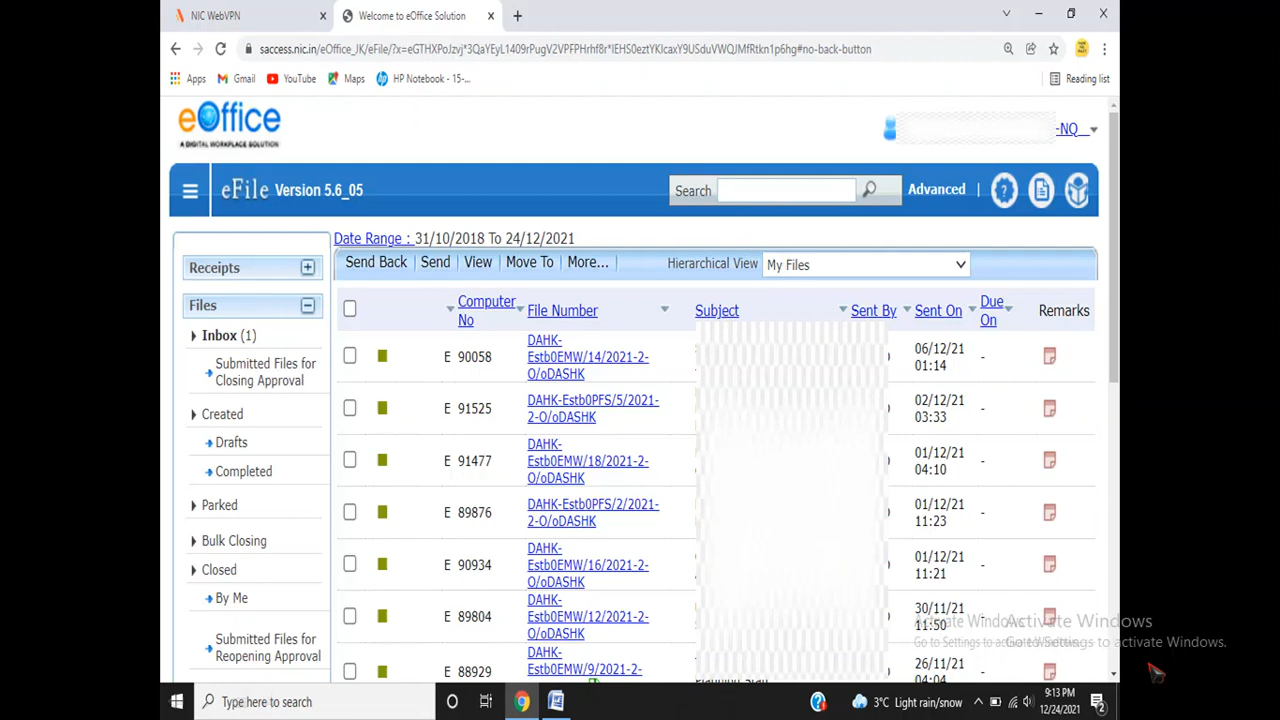 NIC WebVPN
Welcome to eOffice Solution
saccess.nic.in/eOffice_JK/eFile/?x=eGTHXPoJzvj*3QaYEyL1409rPugV2VPFPHrhf8r*IEHS0eztYKIcaxY9USduVWQJMfRtkn1p6hg#no-back-button
Apps Gmail YouTube Maps HP Notebook - 15-... Reading list
eOffice
A DIGITAL WORKPLACE SOLUTION
-NQ
eFile Version 5.6_05
Search Advanced
Date Range : 31/10/2018 To 24/12/2021
Send Back Send View Move To More...
Hierarchical View My Files
Receipts
Files
Inbox (1)
Submitted Files for
Closing Approval
Created
Drafts
Completed
Parked
Bulk Closing
Closed
By Me
Submitted Files for
Reopening Approval
Computer
No
File Number
Subject
Sent By
Sent On
Due
On
Remarks
E 90058
DAHK-
Estb0EMW/14/2021-2-
O/oDASHK
06/12/21
01:14
-
E 91525
DAHK-Estb0PFS/5/2021-
2-O/oDASHK
02/12/21
03:33
-
E 91477
DAHK-
Estb0EMW/18/2021-2-
O/oDASHK
01/12/21
04:10
-
E 89876
DAHK-Estb0PFS/2/2021-
2-O/oDASHK
01/12/21
11:23
-
E 90934
DAHK-
Estb0EMW/16/2021-2-
O/oDASHK
01/12/21
11:21
-
E 89804
DAHK-
Estb0EMW/12/2021-2-
O/oDASHK
30/11/21
11:50
-
E 88929
DAHK-
Estb0EMW/9/2021-2-
26/11/21
04:04
-
Activate Windows
Go to Settings to activate Windows.
Type here to search
3°C Light rain/snow
9:13 PM
12/24/2021
2